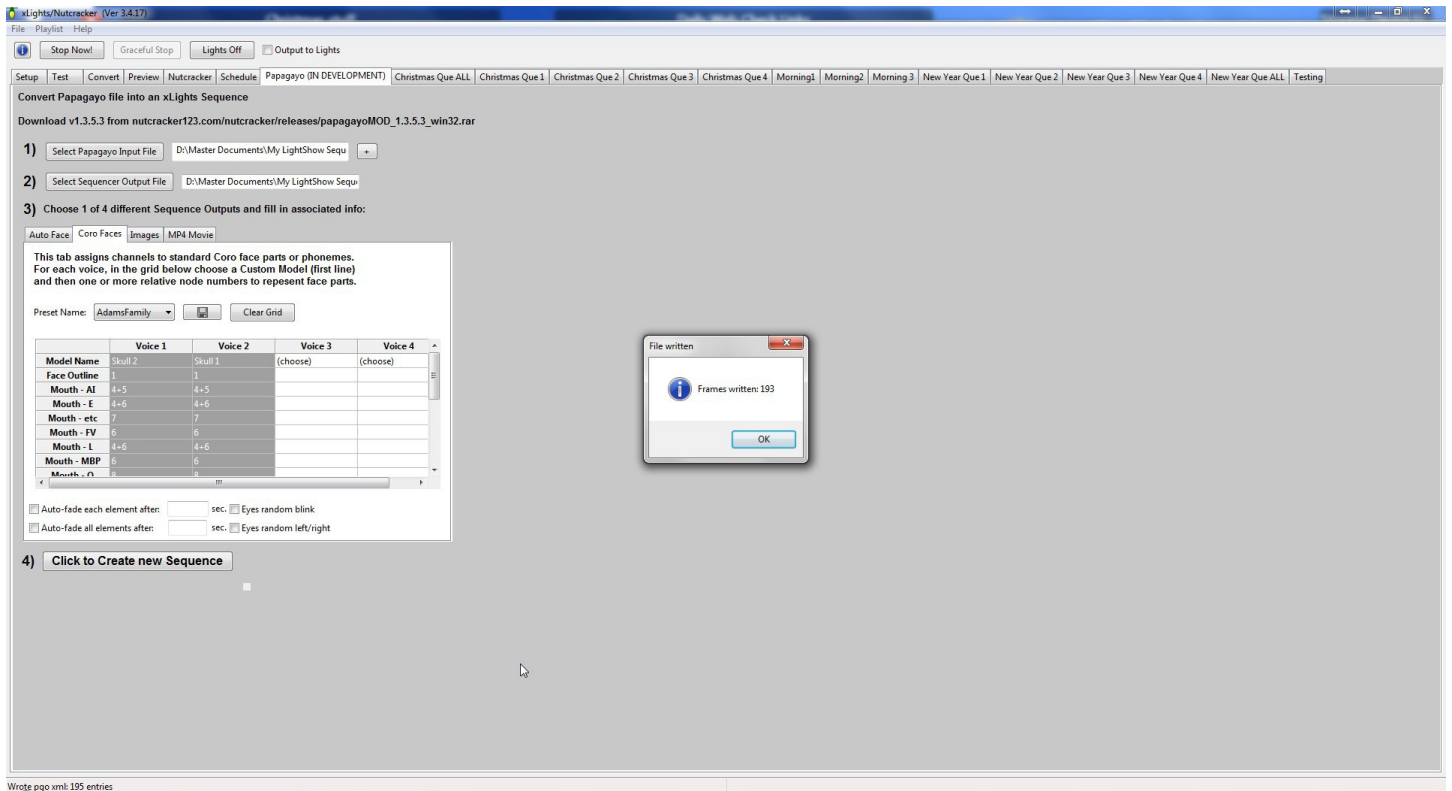 xLights/Nutcracker (Ver 3.4.17)
File Playlist Help
Stop Now! Graceful Stop Lights Off Output to Lights
Setup Test Convert Preview Nutcracker Schedule Papagayo (IN DEVELOPMENT) Christmas Que ALL Christmas Que 1 Christmas Que 2 Christmas Que 3 Christmas Que 4 Morning1 Morning2 Morning 3 New Year Que 1 New Year Que 2 New Year Que 3 New Year Que 4 New Year Que ALL Testing
Convert Papagayo file into an xLights Sequence
Download v1.3.5.3 from nutcracker123.com/nutcracker/releases/papagayoMOD_1.3.5.3_win32.rar
1) Select Papagayo Input File D:\Master Documents\My LightShow Sequ +
2) Select Sequencer Output File D:\Master Documents\My LightShow Seque
3) Choose 1 of 4 different Sequence Outputs and fill in associated info:
Auto Face Coro Faces Images MP4 Movie
This tab assigns channels to standard Coro face parts or phonemes.
For each voice, in the grid below choose a Custom Model (first line)
and then one or more relative node numbers to repesent face parts.
Preset Name: AdamsFamily Clear Grid
Voice 1 Voice 2 Voice 3 Voice 4
Model Name Skull 2 Skull 1 (choose) (choose)
Face Outline 1 1
Mouth - AI 4+5 4+5
Mouth - E 4+6 4+6
Mouth - etc 7 7
Mouth - FV 6 6
Mouth - L 4+6 4+6
Mouth - MBP 6 6
Mouth - O 8 8
Auto-fade each element after: sec. Eyes random blink
Auto-fade all elements after: sec. Eyes random left/right
4) Click to Create new Sequence
File written
Frames written: 193
OK
Wrote pgo xml: 195 entries